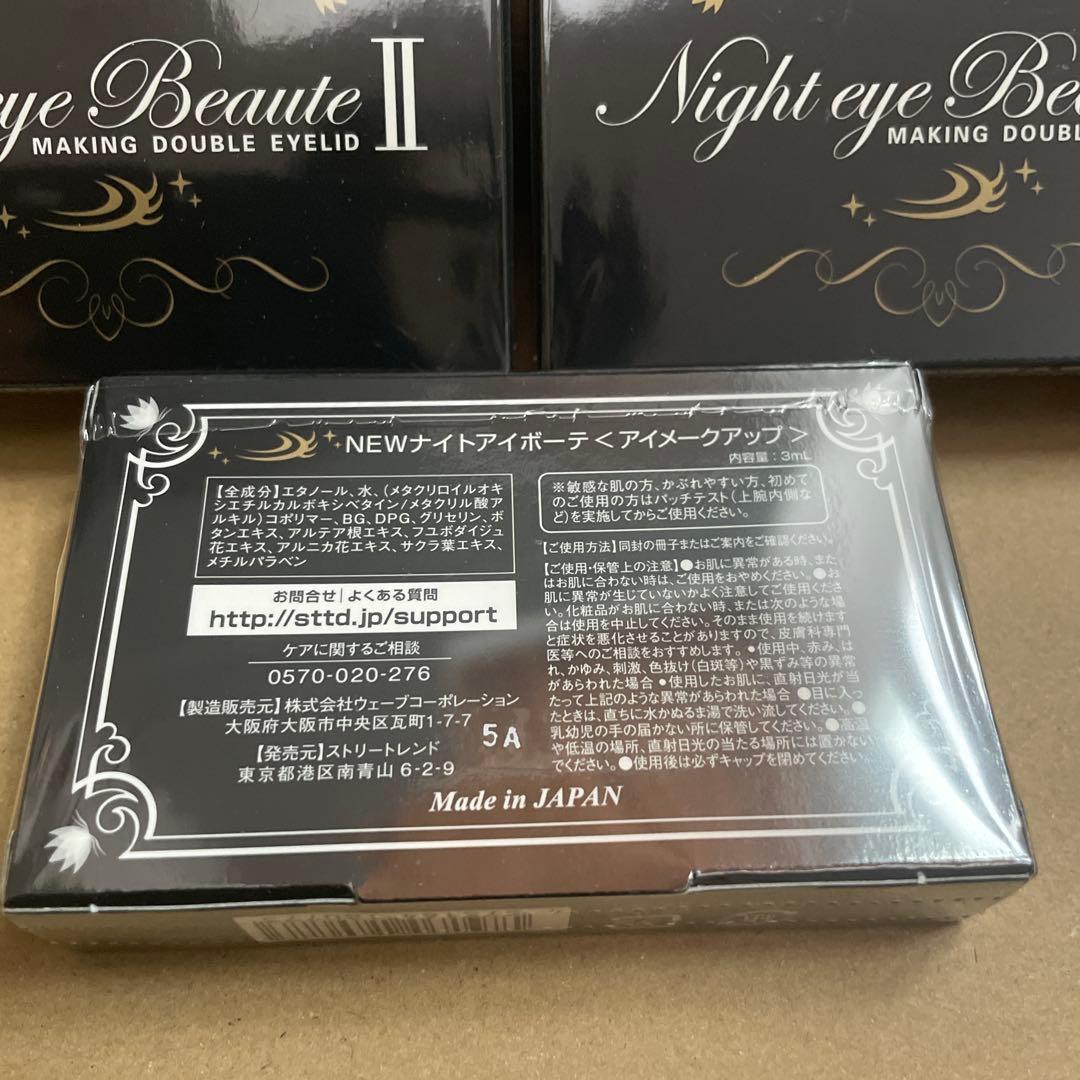 eye Beaute II
MAKING DOUBLE EYELID
Night eye Bea
MAKING DOUBL
NEWナイトアイボーテ＜アイメークアップ＞
内容量：3mL
【全成分】エタノール、水、(メタクリロイルオキ
シエチルカルボキシベタイン/メタクリル酸ア
ルキル)コポリマー、BG、DPG、グリセリン、ボ
タンエキス、アルテア根エキス、フユボダイジュ
花エキス、アルニカ花エキス、サクラ葉エキス、
メチルパラベン
お問合せ|よくある質問
http://sttd.jp/support
ケアに関するご相談
0570-020-276
【製造販売元】株式会社ウェーブコーポレーション
大阪府大阪市中央区瓦町1-7-7
【発売元】ストリートレンド
東京都港区南青山6-2-9
5A
※敏感な肌の方、かぶれやすい方、初めて
のご使用の方はパッチテスト(上腕内側な
ど)を実施してからご使用ください。
【ご使用方法】同封の冊子またはご案内をご確認ください。
【ご使用・保管上の注意】●お肌に異常がある時、また
はお肌に合わない時は、ご使用をおやめください。●お
肌に異常が生じていないかよく注意してご使用くださ
い。化粧品がお肌に合わない時、または次のような場
合は使用を中止してください。そのまま使用を続けます
と症状を悪化させることがありますので、皮膚科専門
医等へのご相談をおすすめします。●使用中、赤み、は
れ、かゆみ、刺激、色抜け(白斑等)や黒ずみ等の異常
があらわれた場合●使用したお肌に、直射日光が当
たって上記のような異常があらわれた場合●目に入っ
たときは、直ちに水かぬるま湯で洗い流してください。●
乳幼児の手の届かない所に保管してください。●高温
や低温の場所、直射日光の当たる場所には置かない
でください。●使用後は必ずキャップを閉めてください。
Made in JAPAN